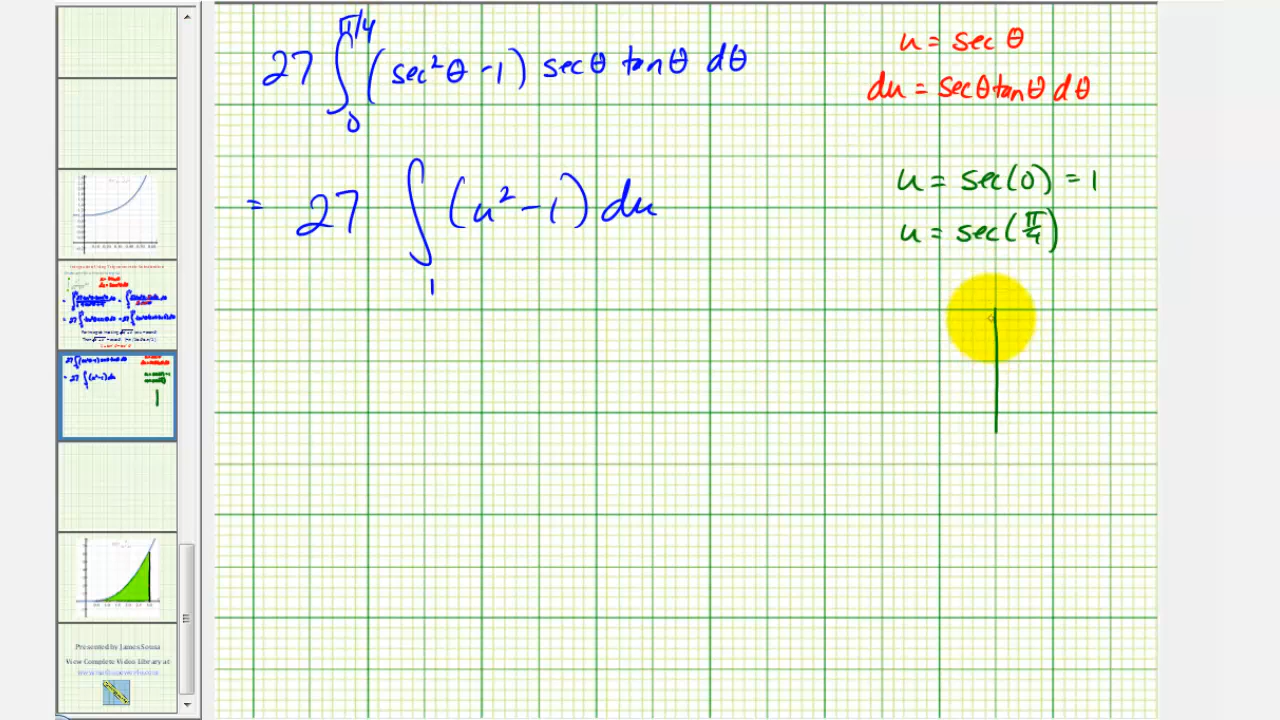 27 ∫₀^π/4 (sec²θ - 1) secθ tanθ dθ
= 27 ∫₁ (u² - 1) du
u = sec θ
du = secθ tanθ dθ
u = sec(0) = 1
u = sec(π/4)
Presented by James Sousa
View Complete Video Library at